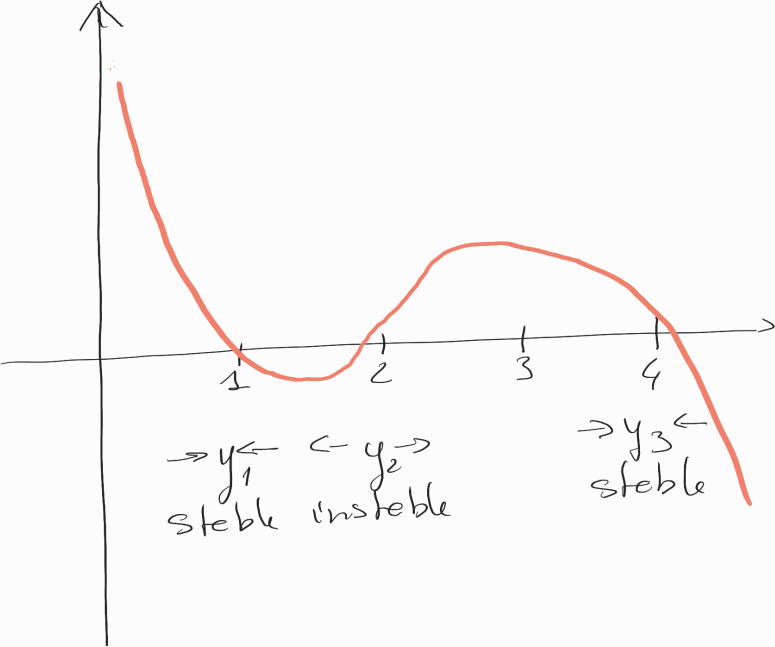 1 2 3 4
→ y₁ ← ← y₂ → → y₃ ←
steble insteble steble